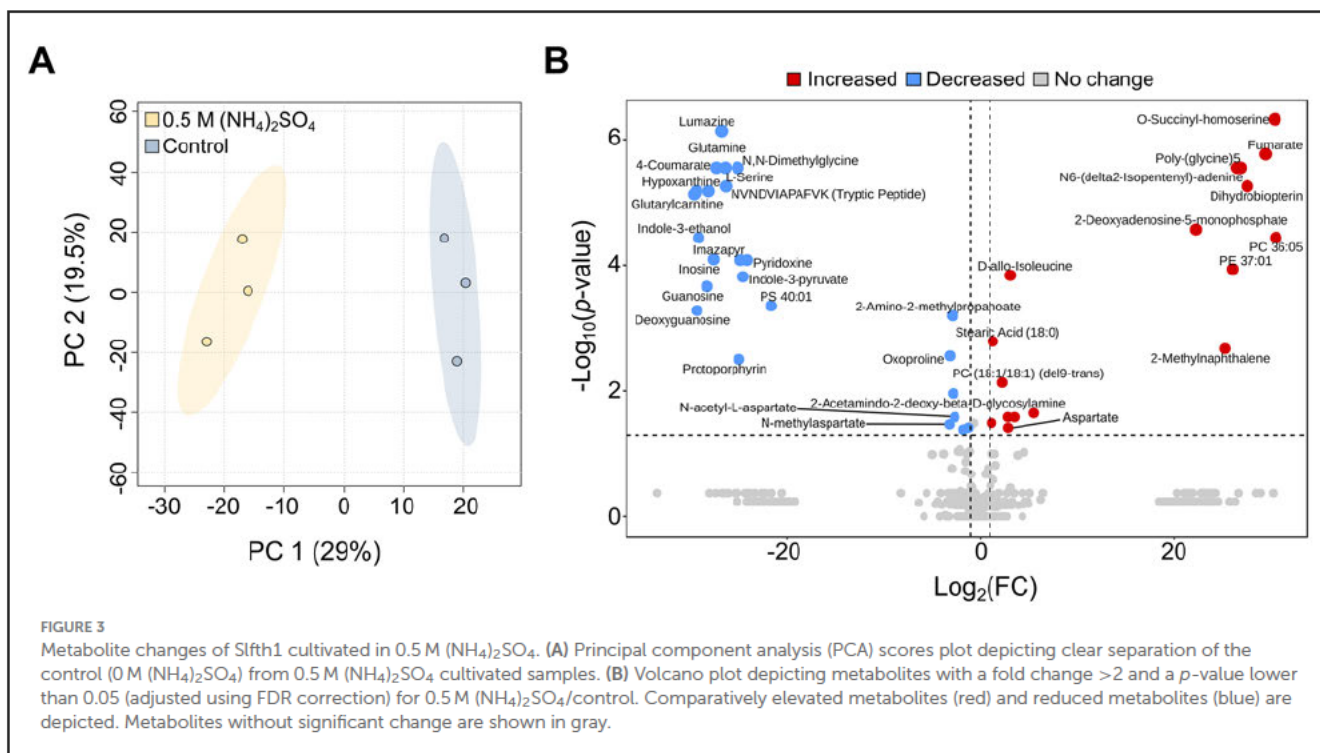 A
0.5 M (NH4)2SO4
Control
60
40
20
0
-20
-40
-60
PC 2 (19.5%)
-30
-20
-10
0
10
20
PC 1 (29%)
B
Increased
Decreased
No change
Lumazine
Glutamine
4-Coumarate
N,N-Dimethylglycine
L-Serine
Hypoxanthine
NVNDVIAPAFVK (Tryptic Peptide)
Glutarylcarnitine
Indole-3-ethanol
Imazapyr
Pyridoxine
Inosine
Indole-3-pyruvate
Guanosine
PS 40:01
Deoxyguanosine
Protoporphyrin
O-Succinyl-homoserine
Fumarate
Poly-(glycine)5
N6-(delta2-Isopentenyl)-adenine
Dihydrobiopterin
2-Deoxyadenosine-5-monophosphate
PC 36:05
PE 37:01
D-allo-Isoleucine
2-Amino-2-methylpropahoate
Stearic Acid (18:0)
Oxoproline
2-Methylnaphthalene
PC (18:1/18:1) (del9-trans)
2-Acetamindo-2-deoxy-beta-D-glycosylamine
N-acetyl-L-aspartate
N-methylaspartate
Aspartate
6
4
2
0
-Log10(p-value)
-20
0
20
Log2(FC)
FIGURE 3
Metabolite changes of Slfth1 cultivated in 0.5 M (NH4)2SO4. (A) Principal component analysis (PCA) scores plot depicting clear separation of the
control (0 M (NH4)2SO4) from 0.5 M (NH4)2SO4 cultivated samples. (B) Volcano plot depicting metabolites with a fold change >2 and a p-value lower
than 0.05 (adjusted using FDR correction) for 0.5 M (NH4)2SO4/control. Comparatively elevated metabolites (red) and reduced metabolites (blue) are
depicted. Metabolites without significant change are shown in gray.